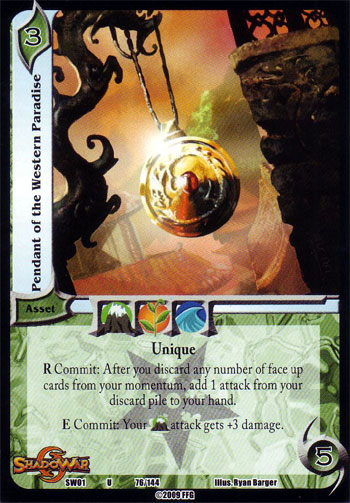 3
Pendant of the Western Paradise
Asset
Unique
R Commit: After you discard any number of face up
cards from your momentum, add 1 attack from your
discard pile to your hand.
E Commit: Your attack gets +3 damage.
5
SHADOWAR
SW01 U 76/144 Illus. Ryan Barger
©2009 FFG